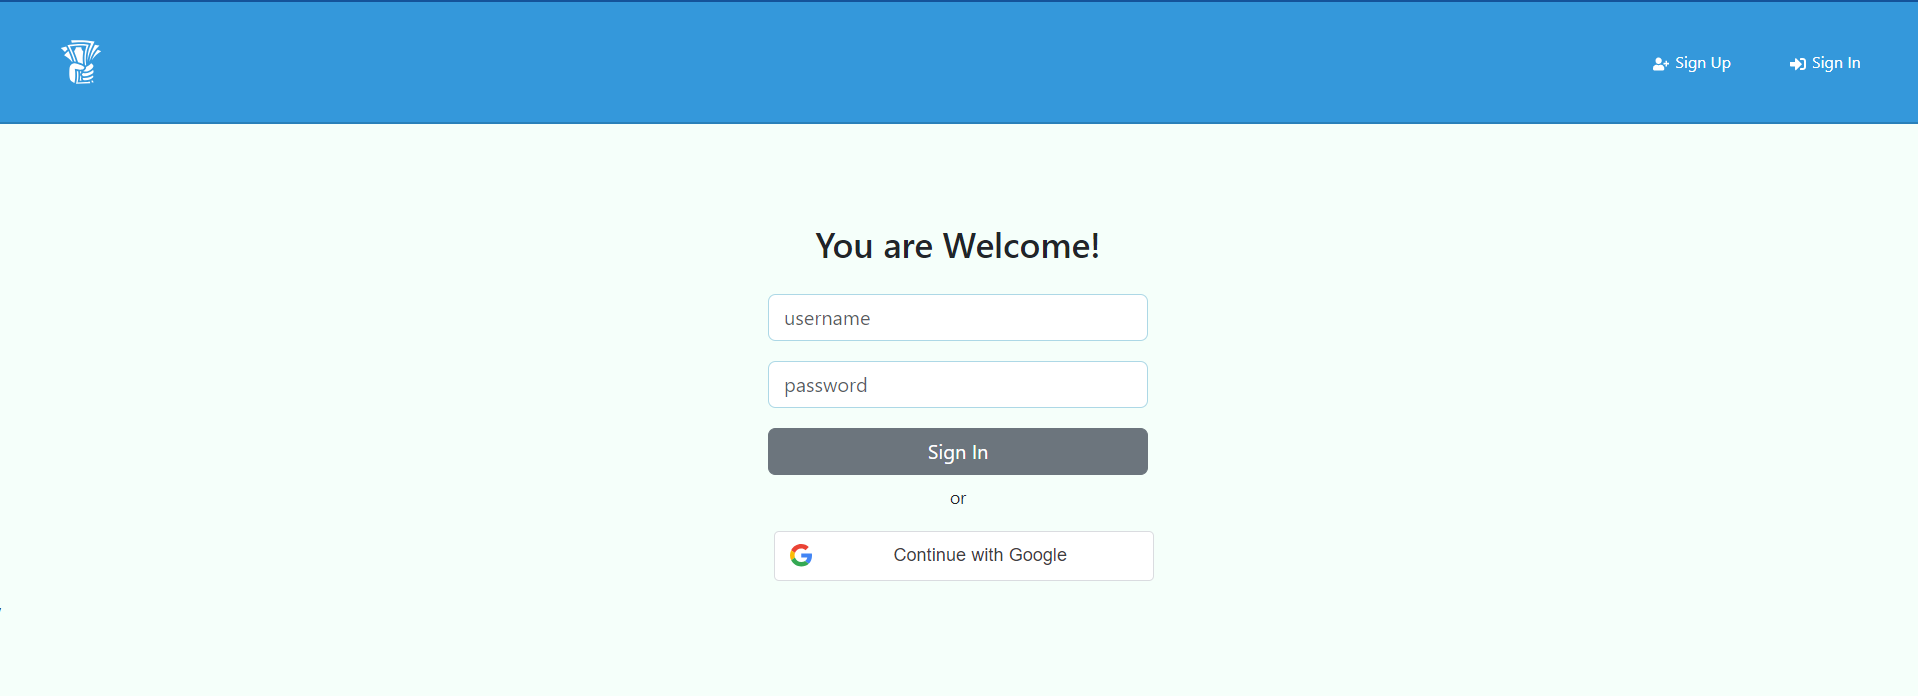 Sign Up
Sign In
You are Welcome!
username
password
Sign In
or
Continue with Google